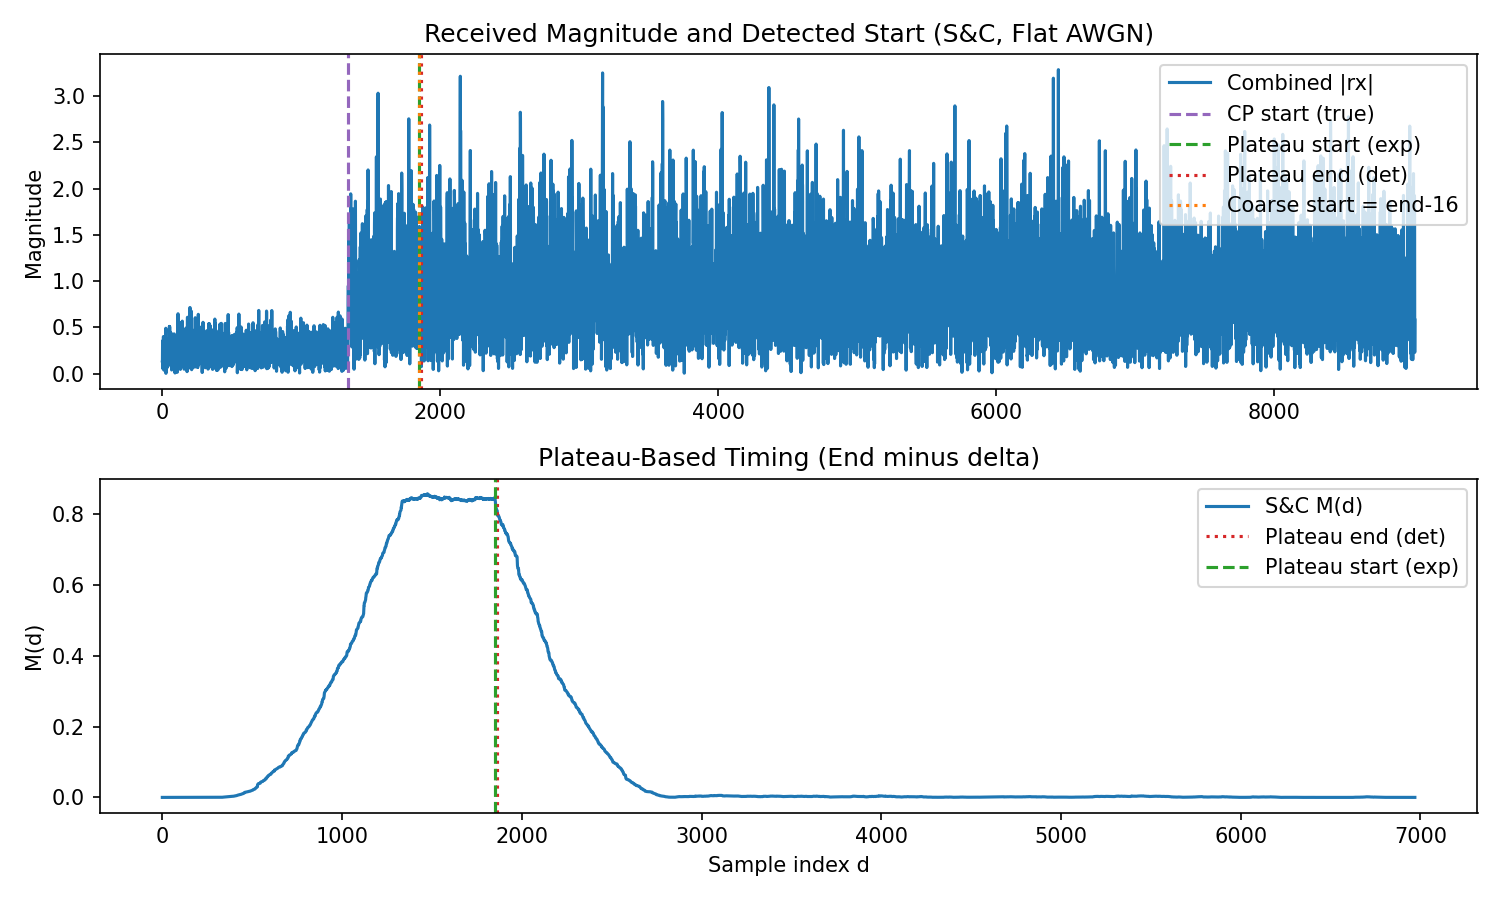 Received Magnitude and Detected Start (S&C, Flat AWGN)
Magnitude
3.0
2.5
2.0
1.5
1.0
0.5
0.0
Combined |rx|
CP start (true)
Plateau start (exp)
Plateau end (det)
Coarse start = end-16
0 2000 4000 6000 8000
Plateau-Based Timing (End minus delta)
M(d)
0.8
0.6
0.4
0.2
0.0
S&C M(d)
Plateau end (det)
Plateau start (exp)
0 1000 2000 3000 4000 5000 6000 7000
Sample index d